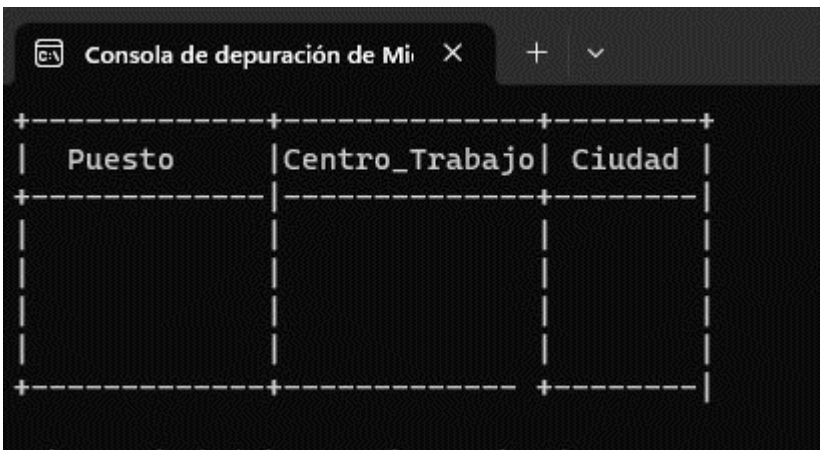 Consola de depuración de Mi
+-------------+--------------+--------+
|  Puesto     |Centro_Trabajo| Ciudad |
+-------------|--------------+--------|
|             |              |        |
|             |              |        |
|             |              |        |
|             |              |        |
+-------------+------------- +--------|